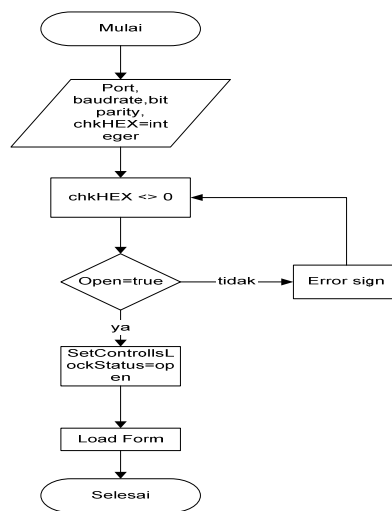 Mulai
Port,
baudrate,bit
parity,
chkHEX=int
eger
chkHEX <> 0
Open=true
tidak
Error sign
ya
SetControllsL
ockStatus=op
en
Load Form
Selesai